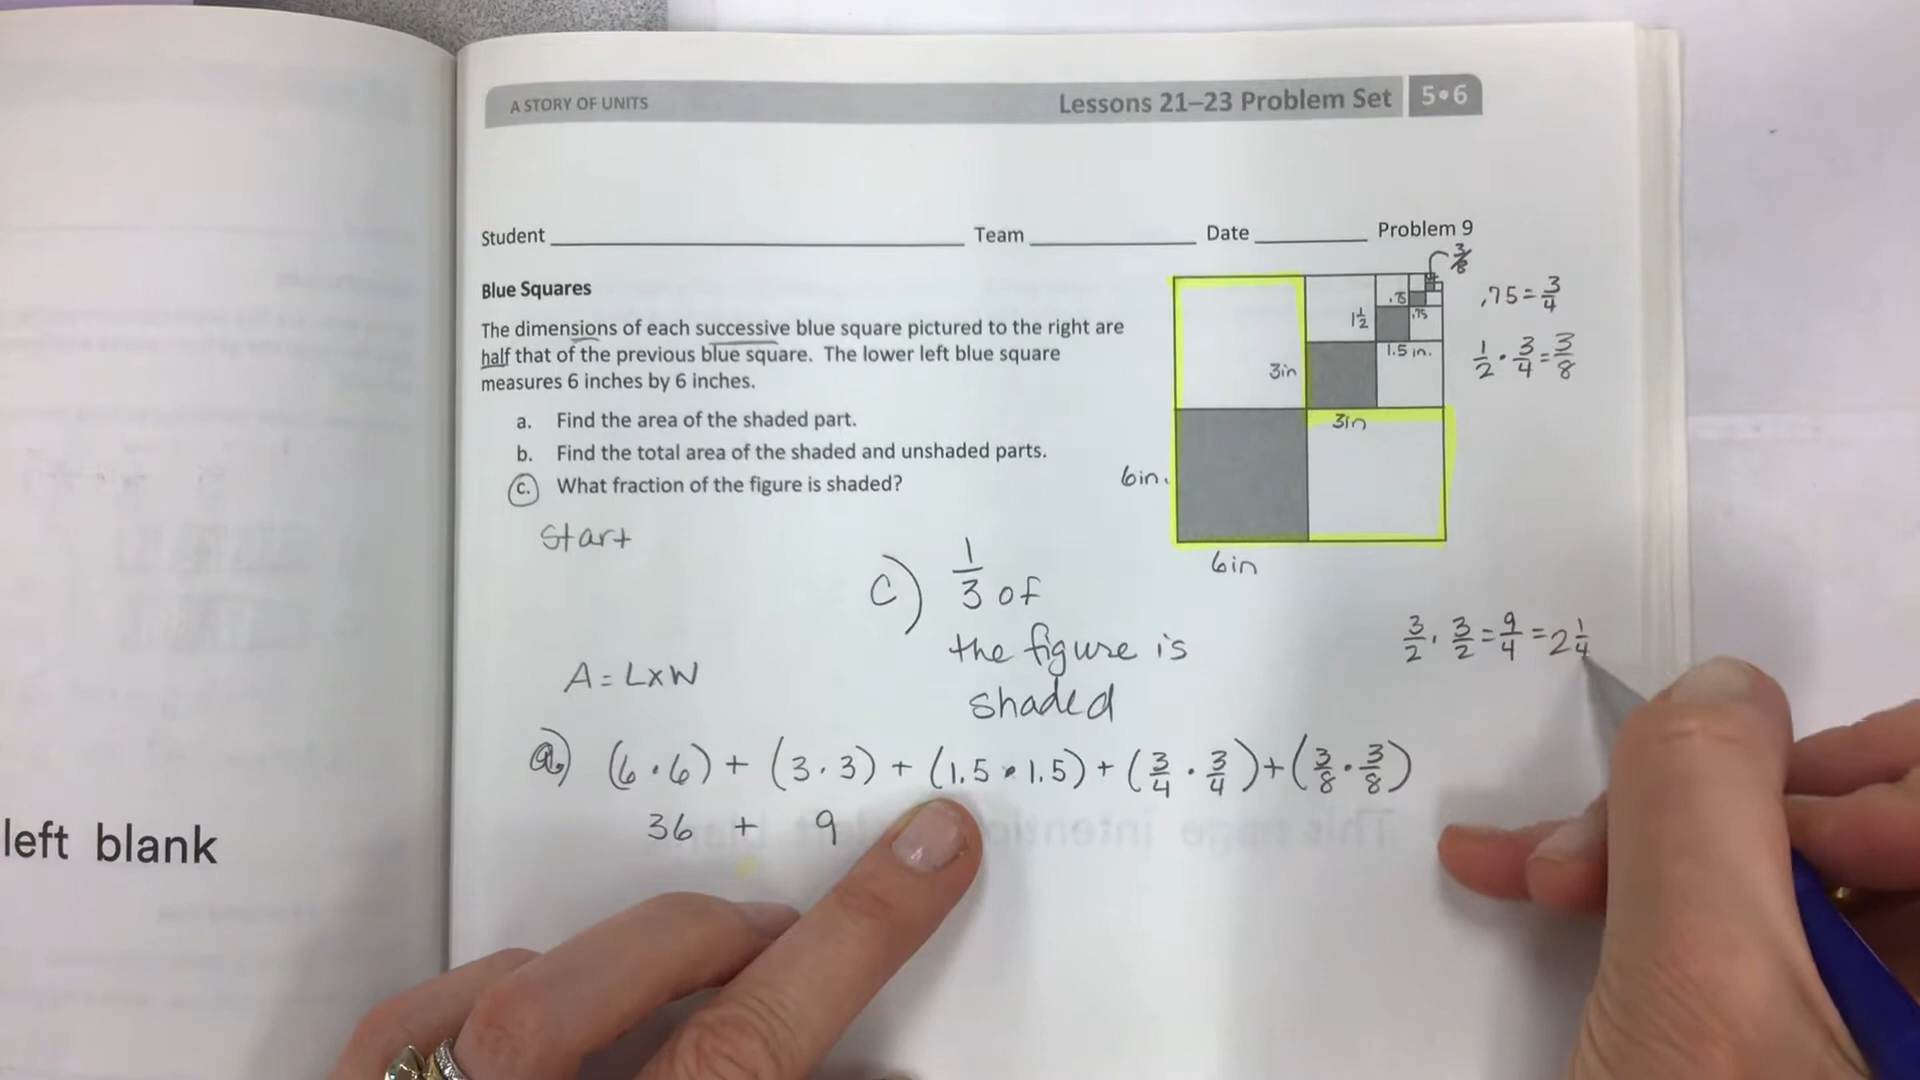 A STORY OF UNITS
Lessons 21–23 Problem Set 5•6
Student Team Date Problem 9
Blue Squares
The dimensions of each successive blue square pictured to the right are
half that of the previous blue square. The lower left blue square
measures 6 inches by 6 inches.
a. Find the area of the shaded part.
b. Find the total area of the shaded and unshaded parts.
c. What fraction of the figure is shaded?
Start
3/8
.75
1 1/2
1.5 in.
3in
3in
6in.
6in
,75 = 3/4
1/2 · 3/4 = 3/8
c) 1/3 of
the figure is
shaded
3/2 · 3/2 = 9/4 = 2 1/4
A = L x W
a) (6 · 6) + (3 . 3) + (1.5 • 1.5) + (3/4 · 3/4) + (3/8 · 3/8)
36 + 9
left blank